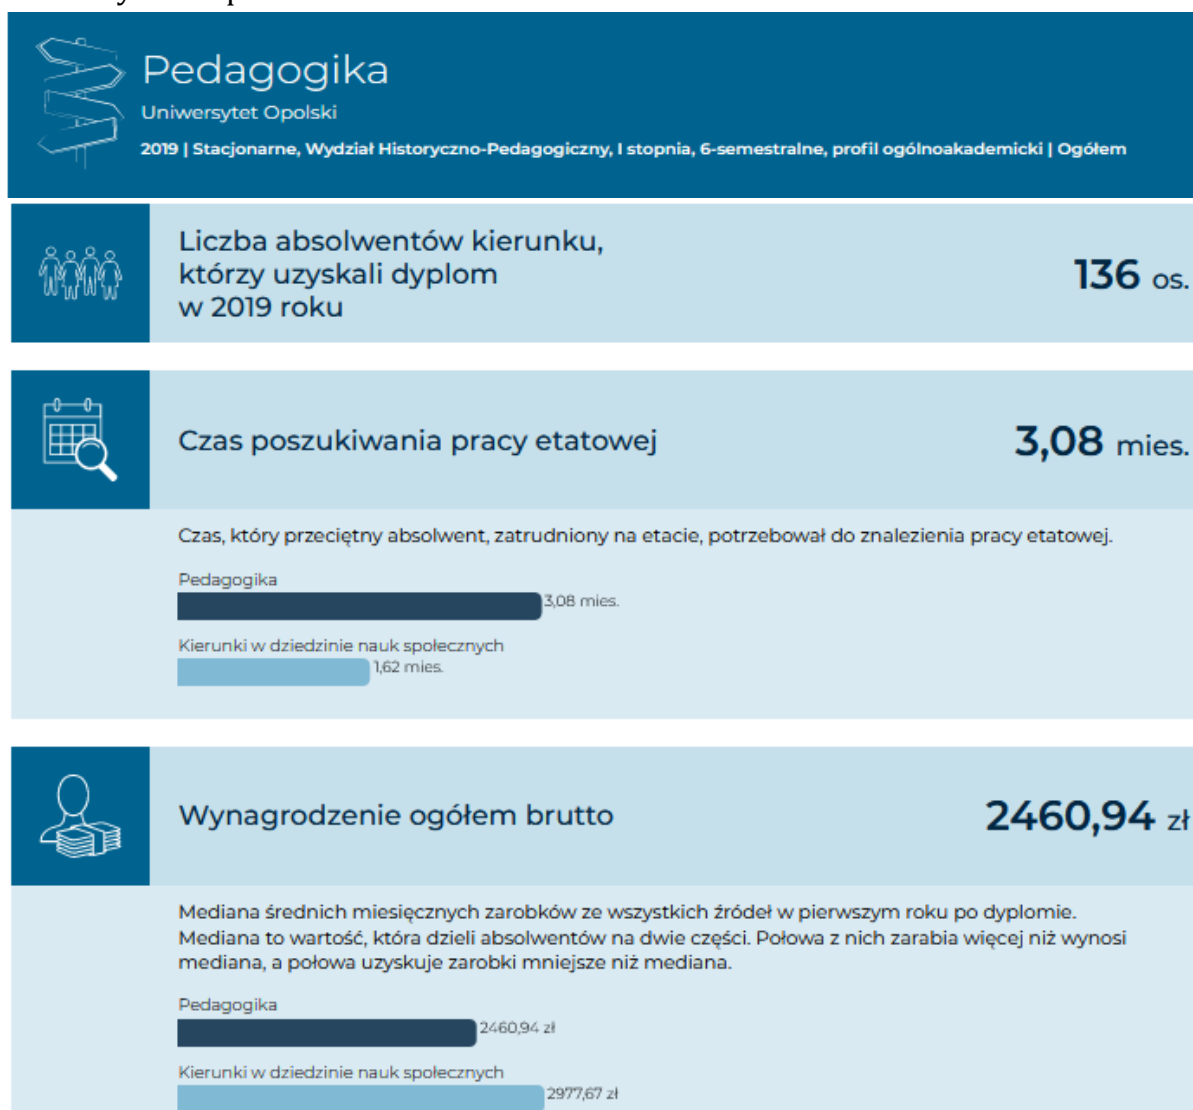 Pedagogika
Uniwersytet Opolski
2019 | Stacjonarne, Wydział Historyczno-Pedagogiczny, I stopnia, 6-semestralne, profil ogólnoakademicki | Ogółem
Liczba absolwentów kierunku,
którzy uzyskali dyplom
w 2019 roku
136 os.
Czas poszukiwania pracy etatowej
3,08 mies.
Czas, który przeciętny absolwent, zatrudniony na etacie, potrzebował do znalezienia pracy etatowej.
Pedagogika
3,08 mies.
Kierunki w dziedzinie nauk społecznych
1,62 mies.
Wynagrodzenie ogółem brutto
2460,94 zł
Mediana średnich miesięcznych zarobków ze wszystkich źródeł w pierwszym roku po dyplomie.
Mediana to wartość, która dzieli absolwentów na dwie części. Połowa z nich zarabia więcej niż wynosi
mediana, a połowa uzyskuje zarobki mniejsze niż mediana.
Pedagogika
2460,94 zł
Kierunki w dziedzinie nauk społecznych
2977,67 zł